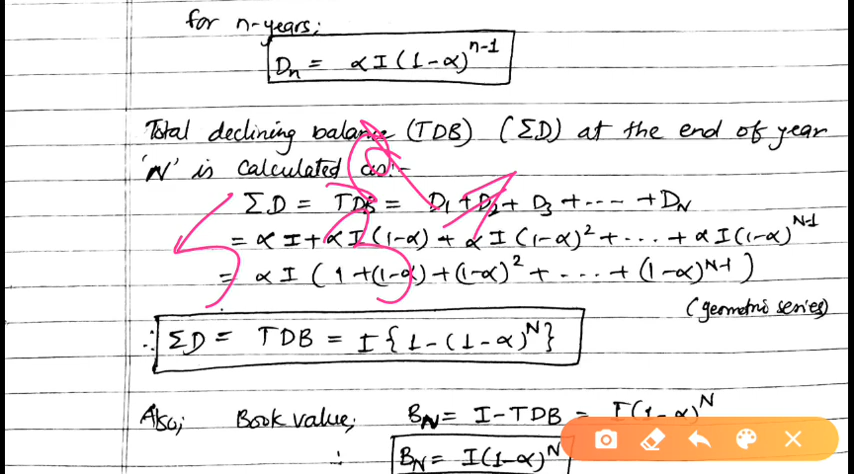 for n-years;
Dn = αI(1-α)^n-1
Total declining balance (TDB) (ΣD) at the end of year
'N' is calculated as:-
ΣD = TDB = D1 + D2 + D3 + ---- + DN
= αI + αI(1-α) + αI(1-α)² + ... + αI(1-α)^N-1
= αI (1+(1-α)+(1-α)² + .... + (1-α)^N-1)
(geometric series)
∴ ΣD = TDB = I{1-(1-α)^N}
Also; Book value; BN = I-TDB = I(1-α)^N
∴ BN = I(1-α)^N